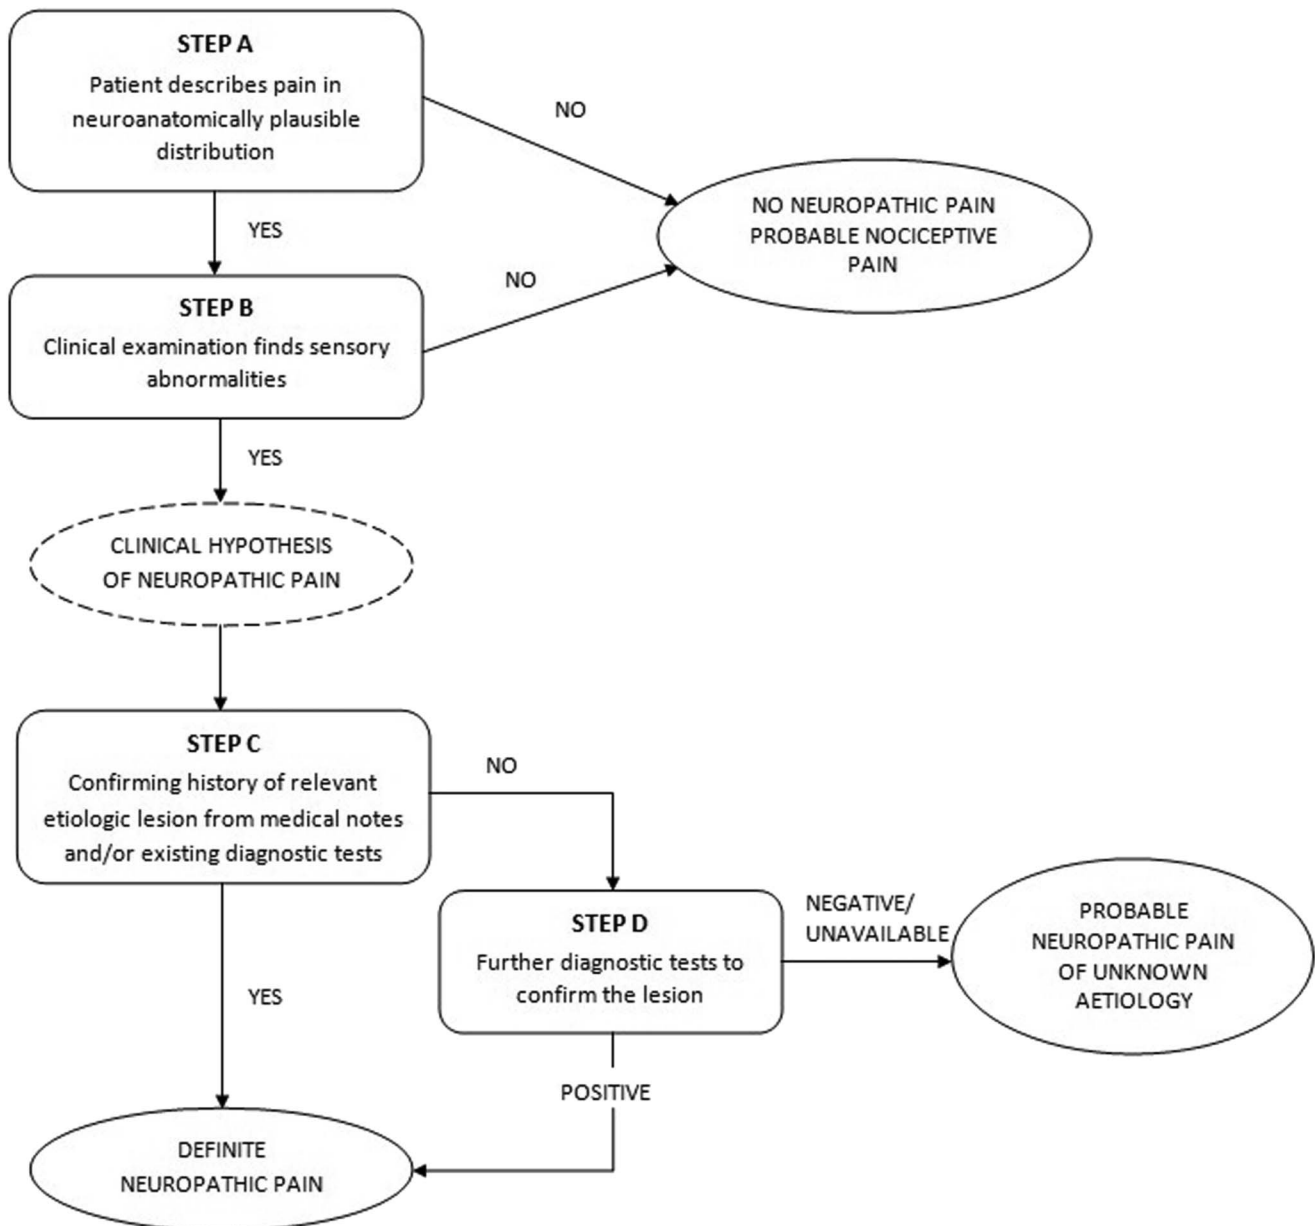 STEP A
Patient describes pain in
neuroanatomically plausible
distribution
NO
YES
NO NEUROPATHIC PAIN
PROBABLE NOCICEPTIVE
PAIN
STEP B
Clinical examination finds sensory
abnormalities
NO
YES
CLINICAL HYPOTHESIS
OF NEUROPATHIC PAIN
STEP C
Confirming history of relevant
etiologic lesion from medical notes
and/or existing diagnostic tests
NO
YES
STEP D
Further diagnostic tests to
confirm the lesion
NEGATIVE/
UNAVAILABLE
PROBABLE
NEUROPATHIC PAIN
OF UNKNOWN
AETIOLOGY
POSITIVE
DEFINITE
NEUROPATHIC PAIN